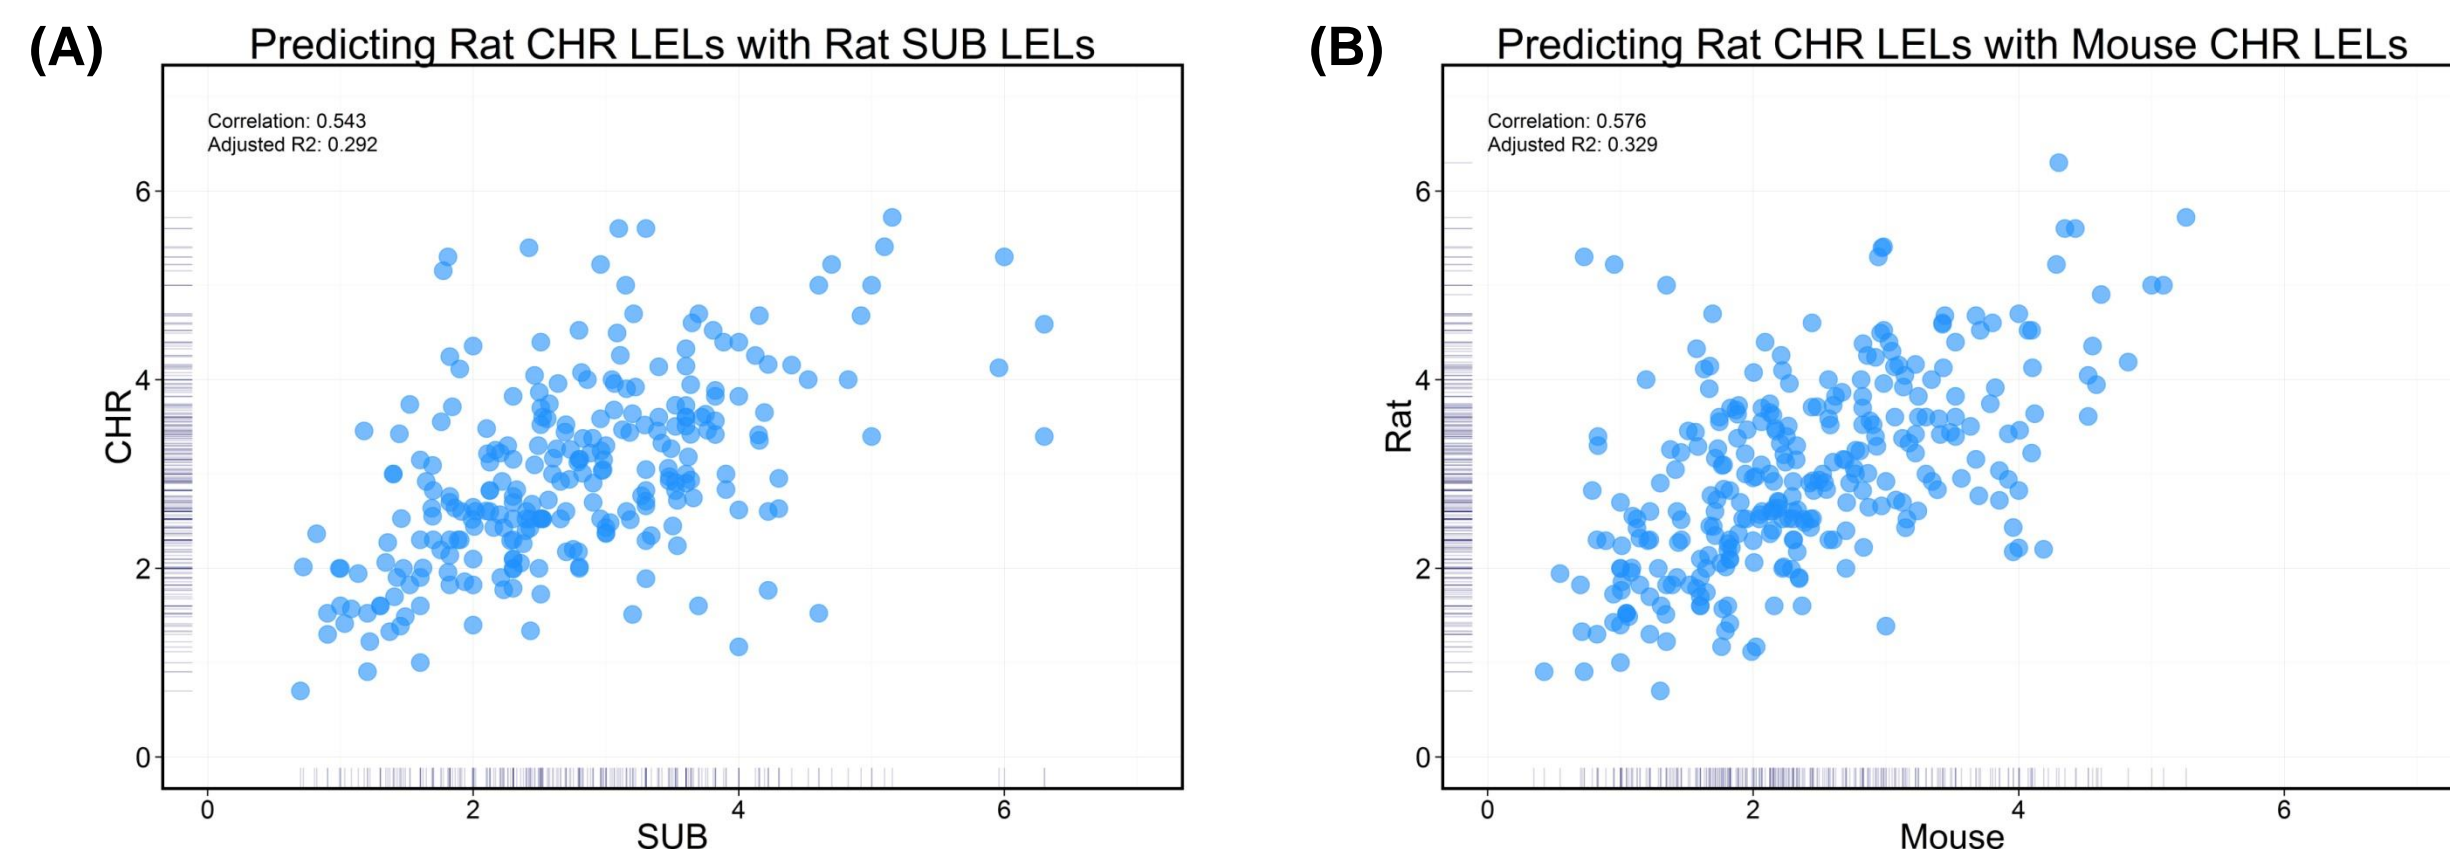 (A)
Predicting Rat CHR LELs with Rat SUB LELs
Correlation: 0.543
Adjusted R2: 0.292
6
4
2
0
CHR
0 2 4 6
SUB
(B)
Predicting Rat CHR LELs with Mouse CHR LELs
Correlation: 0.576
Adjusted R2: 0.329
6
4
2
0
Rat
0 2 4 6
Mouse